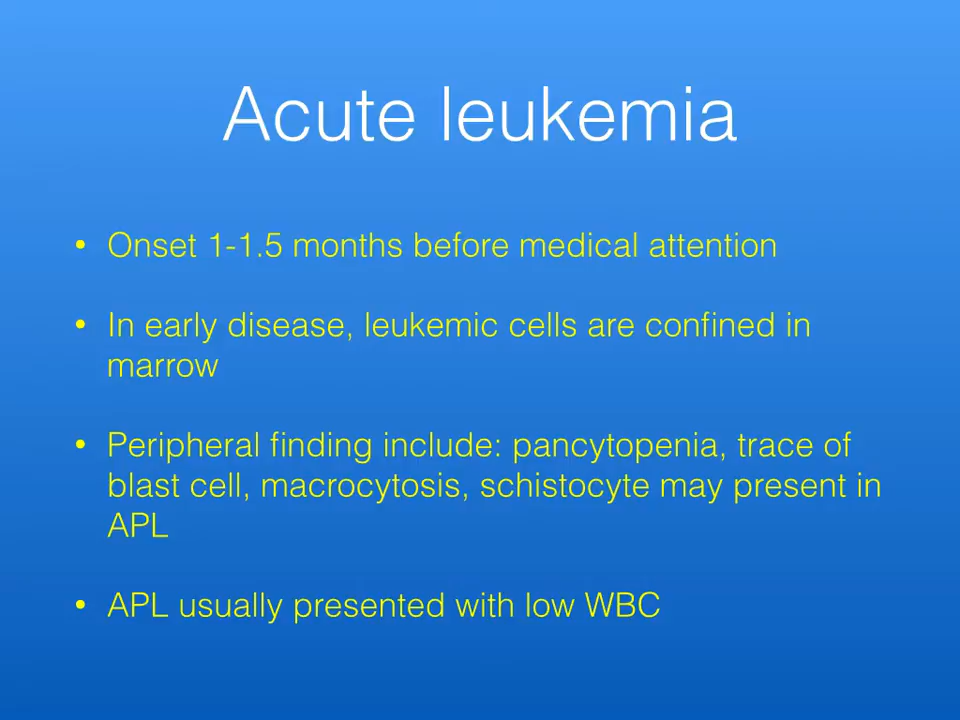 Acute leukemia
• Onset 1-1.5 months before medical attention
• In early disease, leukemic cells are confined in
marrow
• Peripheral finding include: pancytopenia, trace of
blast cell, macrocytosis, schistocyte may present in
APL
• APL usually presented with low WBC